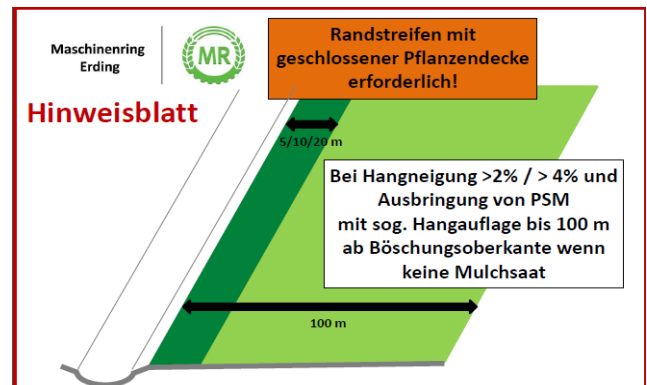 Maschinenring
Erding
MR
Hinweisblatt
Randstreifen mit
geschlossener Pflanzendecke
erforderlich!
5/10/20 m
Bei Hangneigung >2% / > 4% und
Ausbringung von PSM
mit sog. Hangauflage bis 100 m
ab Böschungsoberkante wenn
keine Mulchsaat
100 m